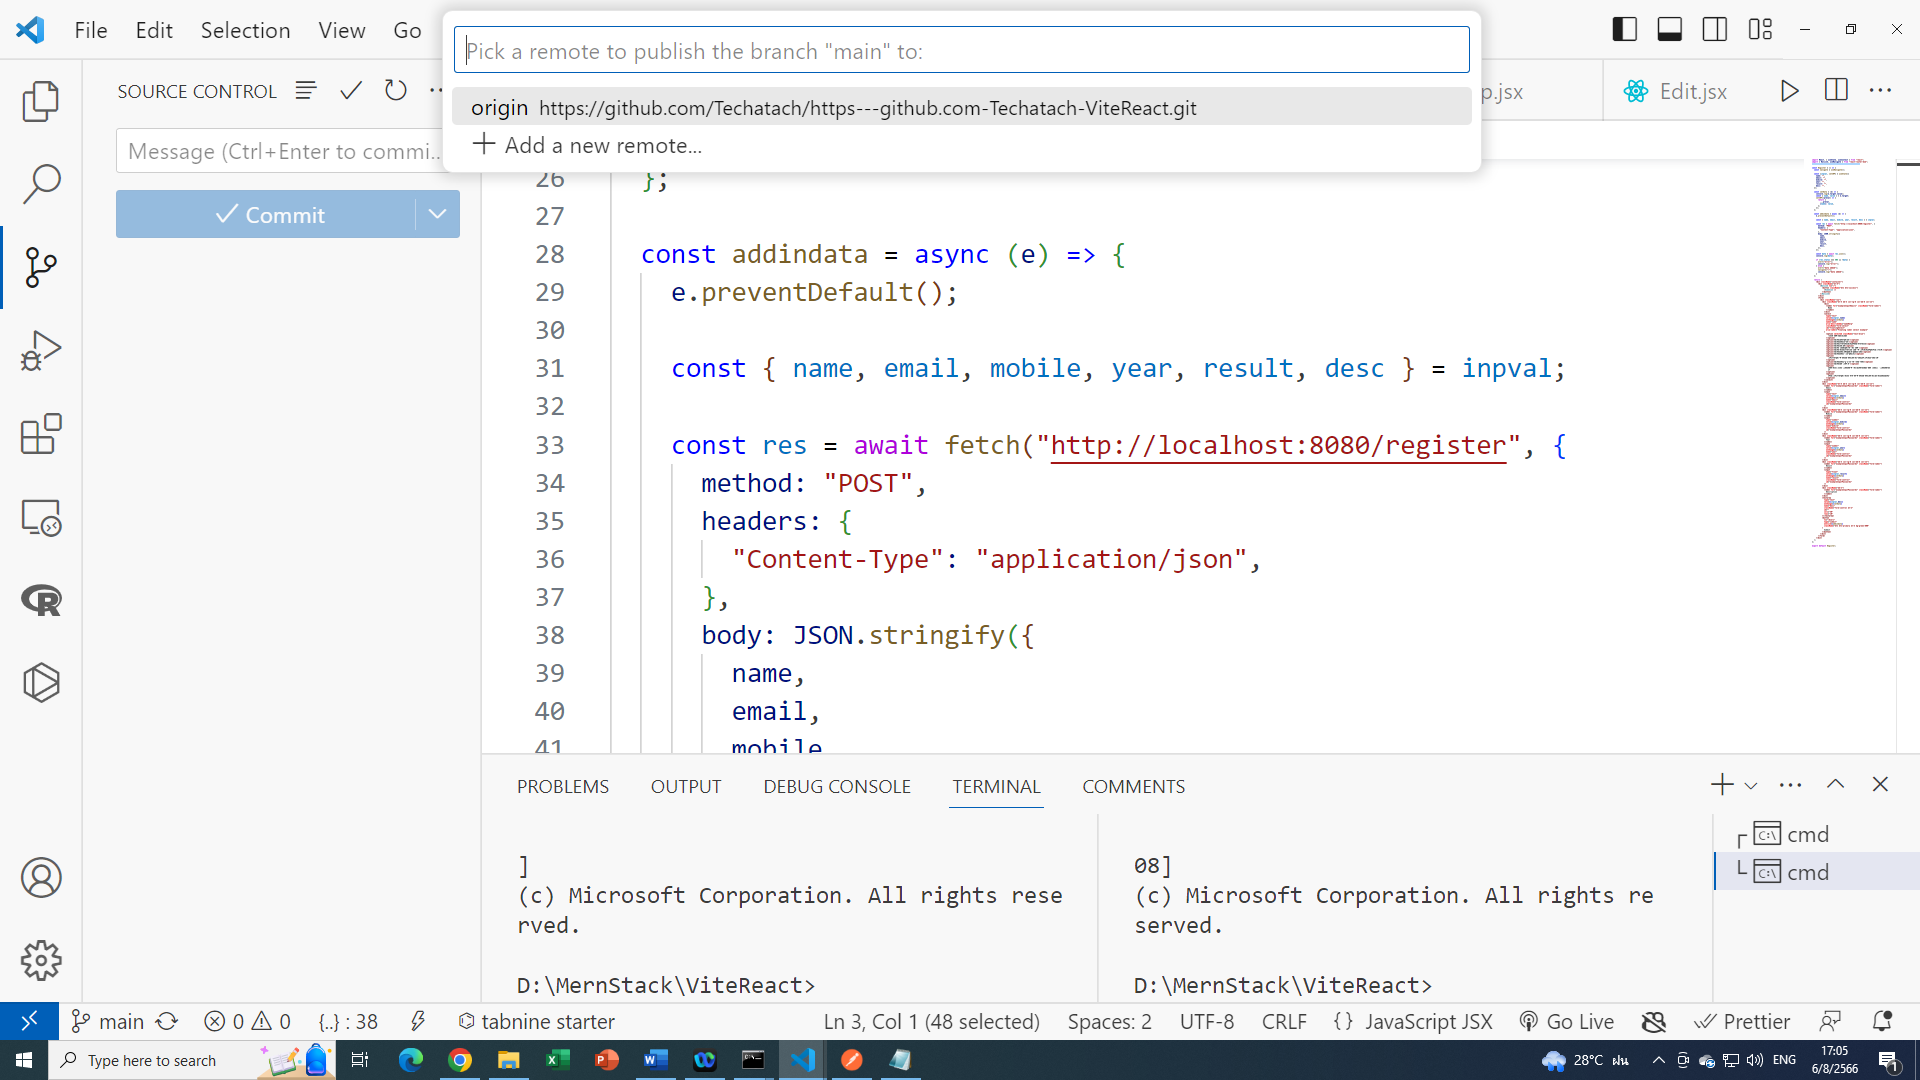 File Edit Selection View Go
Pick a remote to publish the branch "main" to:
origin https://github.com/Techatach/https---github.com-Techatach-ViteReact.git
Add a new remote...
SOURCE CONTROL
p.jsx
Edit.jsx
Message (Ctrl+Enter to commi...
Commit
26 };
27
28 const addindata = async (e) => {
29 e.preventDefault();
30
31 const { name, email, mobile, year, result, desc } = inpval;
32
33 const res = await fetch("http://localhost:8080/register", {
34 method: "POST",
35 headers: {
36 "Content-Type": "application/json",
37 },
38 body: JSON.stringify({
39 name,
40 email,
41 mobile
PROBLEMS OUTPUT DEBUG CONSOLE TERMINAL COMMENTS
]
(c) Microsoft Corporation. All rights rese
rved.
D:\MernStack\ViteReact>
08]
(c) Microsoft Corporation. All rights re
served.
D:\MernStack\ViteReact>
cmd
cmd
main 0 0 {..} : 38 tabnine starter Ln 3, Col 1 (48 selected) Spaces: 2 UTF-8 CRLF {} JavaScript JSX Go Live Prettier
Type here to search
28°C ฝน ENG
17:05
6/8/2566
1